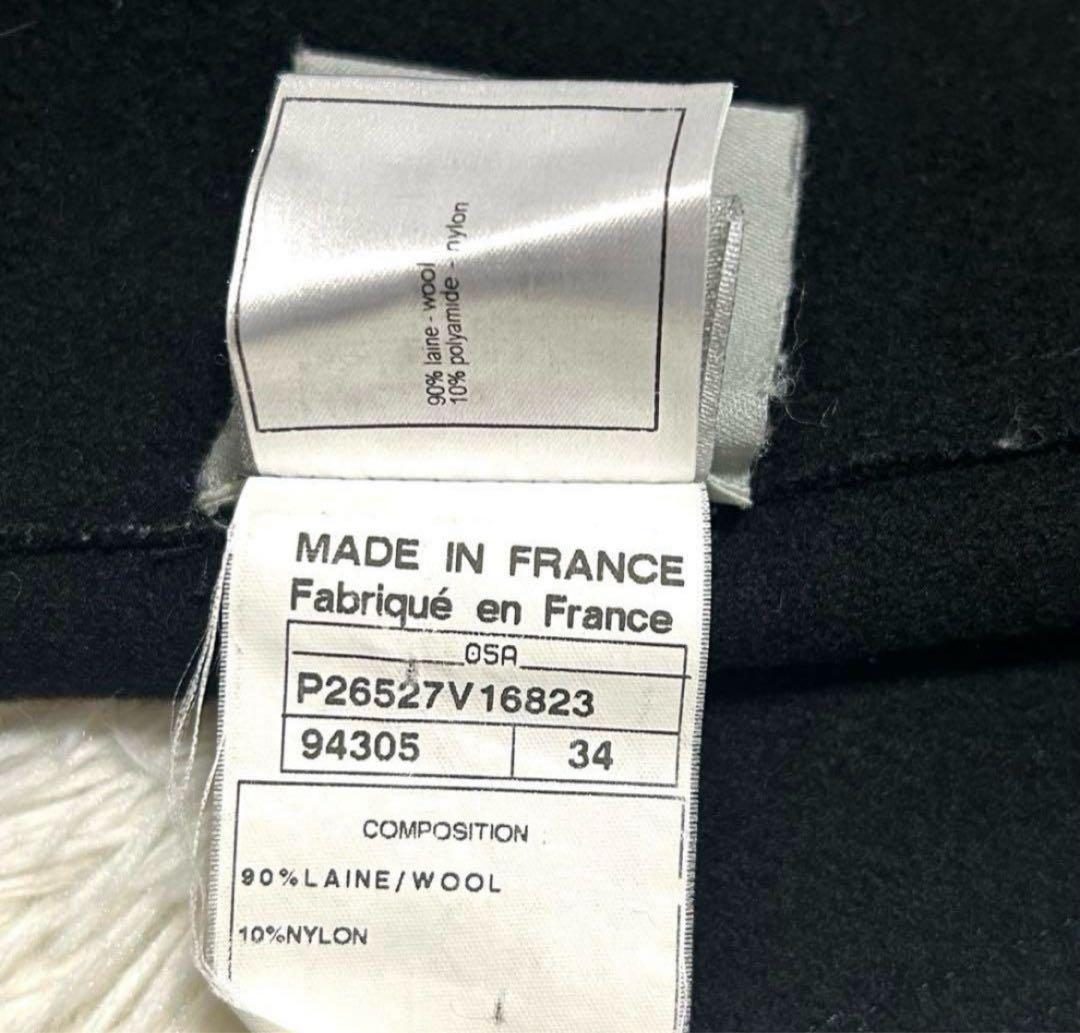 90% laine - wool
10% polyamide - nylon
MADE IN FRANCE
Fabriqué en France
05A
P26527V16823
94305 34
COMPOSITION
90%LAINE/WOOL
10%NYLON